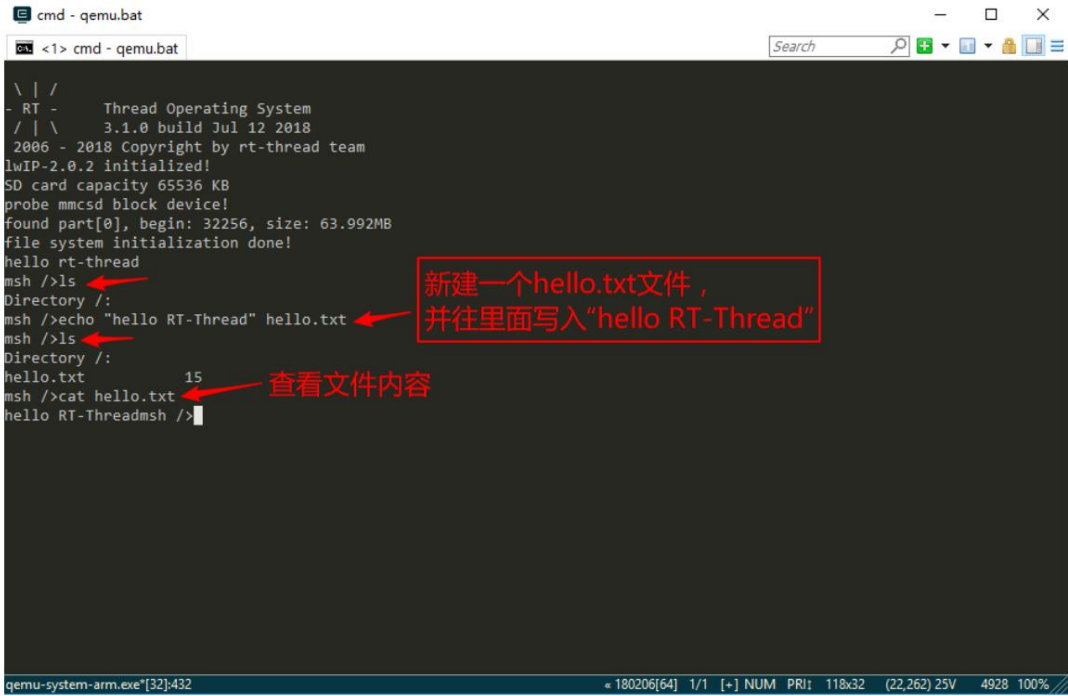 cmd - qemu.bat
<1> cmd - qemu.bat
Search
\ | /
- RT -     Thread Operating System
/ | \     3.1.0 build Jul 12 2018
2006 - 2018 Copyright by rt-thread team
lwIP-2.0.2 initialized!
SD card capacity 65536 KB
probe mmcsd block device!
found part[0], begin: 32256, size: 63.992MB
file system initialization done!
hello rt-thread
msh />ls
Directory /:
msh />echo "hello RT-Thread" hello.txt
新建一个hello.txt文件，
并往里面写入“hello RT-Thread”
msh />ls
Directory /:
hello.txt           15
msh />cat hello.txt
查看文件内容
hello RT-Threadmsh />
qemu-system-arm.exe*[32]:432
« 180206[64]  1/1  [+] NUM  PRI↕  118x32  (22,262) 25V  4928  100%